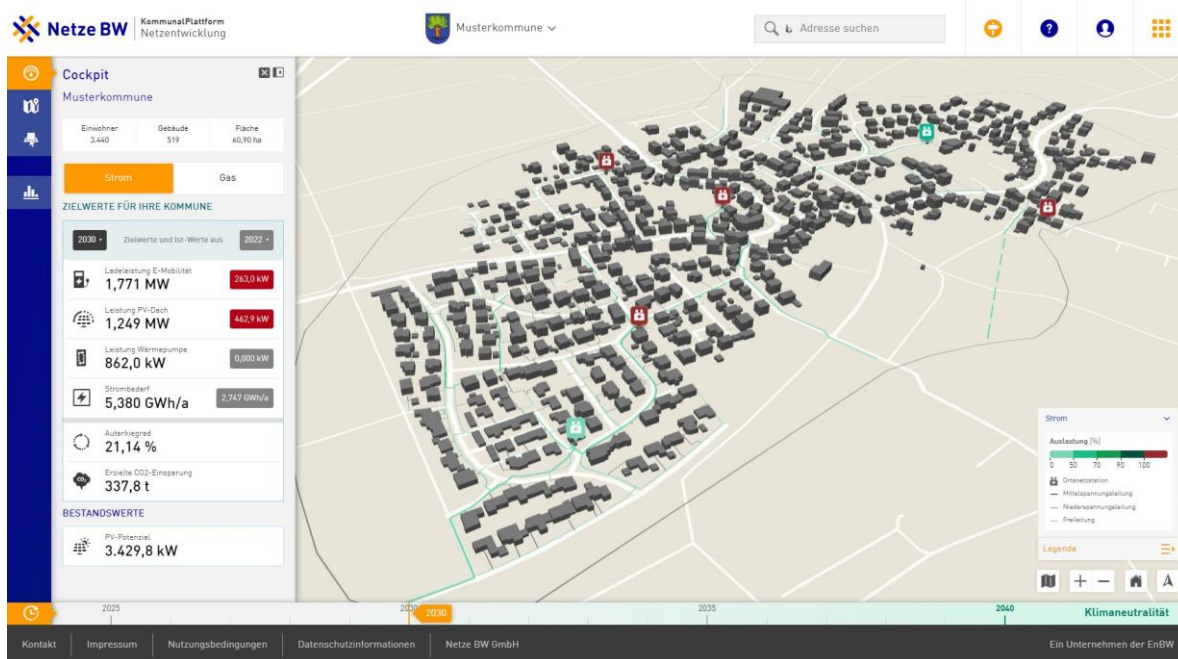 Netze BW
KommunalPlattform
Netzentwicklung
Musterkommune
Adresse suchen
Cockpit
Musterkommune
Einwohner
3.440
Gebäude
519
Fläche
60,90 ha
Strom
Gas
ZIELWERTE FÜR IHRE KOMMUNE
2030
Zielwerte und Ist-Werte aus
2022
Ladeleistung E-Mobilität
1,771 MW
263,0 kW
Leistung PV-Dach
1,249 MW
462,9 kW
Leistung Wärmepumpe
862,0 kW
0,000 kW
Strombedarf
5,380 GWh/a
2,747 GWh/a
Auterkiegrad
21,14 %
CO₂
Erzielte CO2-Einsparung
337,8 t
BESTANDSWERTE
PV-Potenzial
3.429,8 kW
Strom
Auslastung [%]
0 50 70 90 100
Ortsnetzstation
Mittelspannungsleitung
Niederspannungsleitung
Freileitung
Legende
2025
2030
2030
2035
2040
Klimaneutralität
Kontakt
Impressum
Nutzungsbedingungen
Datenschutzinformationen
Netze BW GmbH
Ein Unternehmen der EnBW